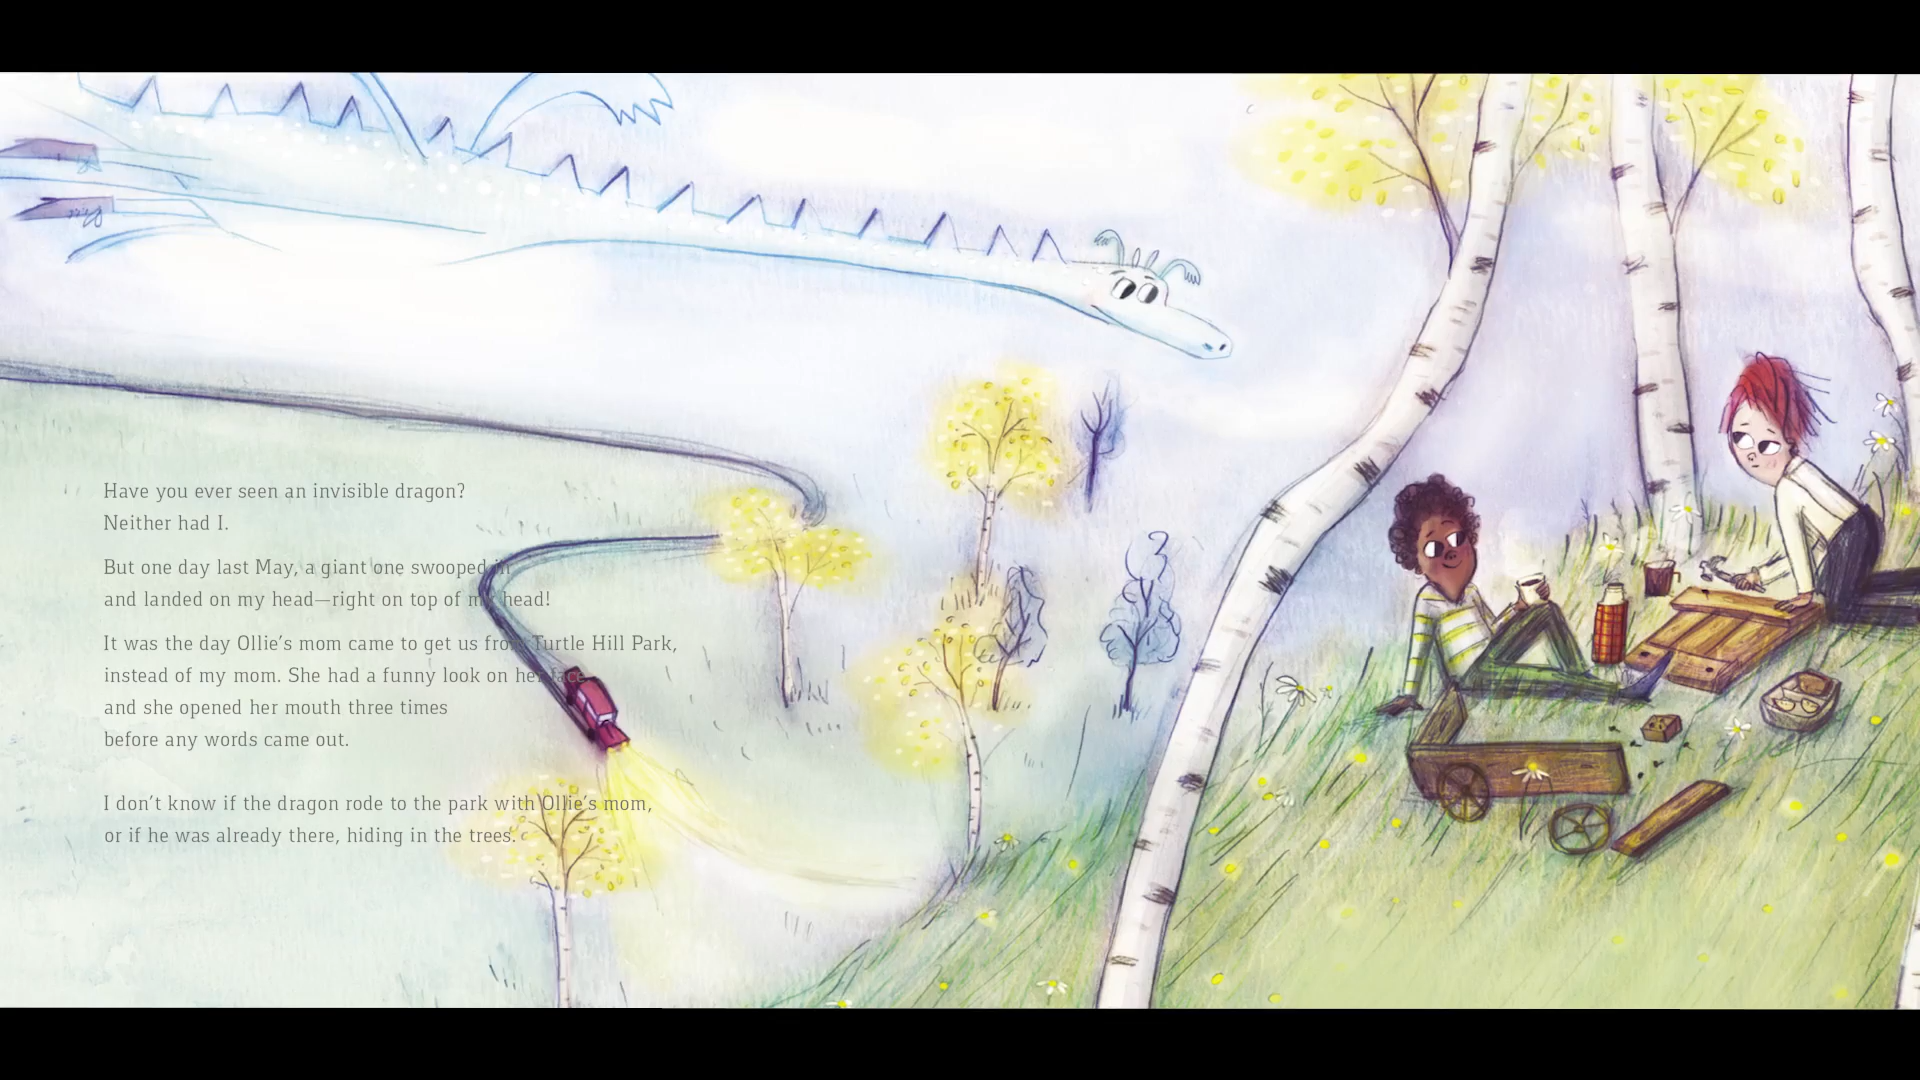 Have you ever seen an invisible dragon?
Neither had I.
But one day last May, a giant one swooped in
and landed on my head—right on top of my head!
It was the day Ollie’s mom came to get us from Turtle Hill Park,
instead of my mom. She had a funny look on her face
and she opened her mouth three times
before any words came out.
I don’t know if the dragon rode to the park with Ollie’s mom,
or if he was already there, hiding in the trees.